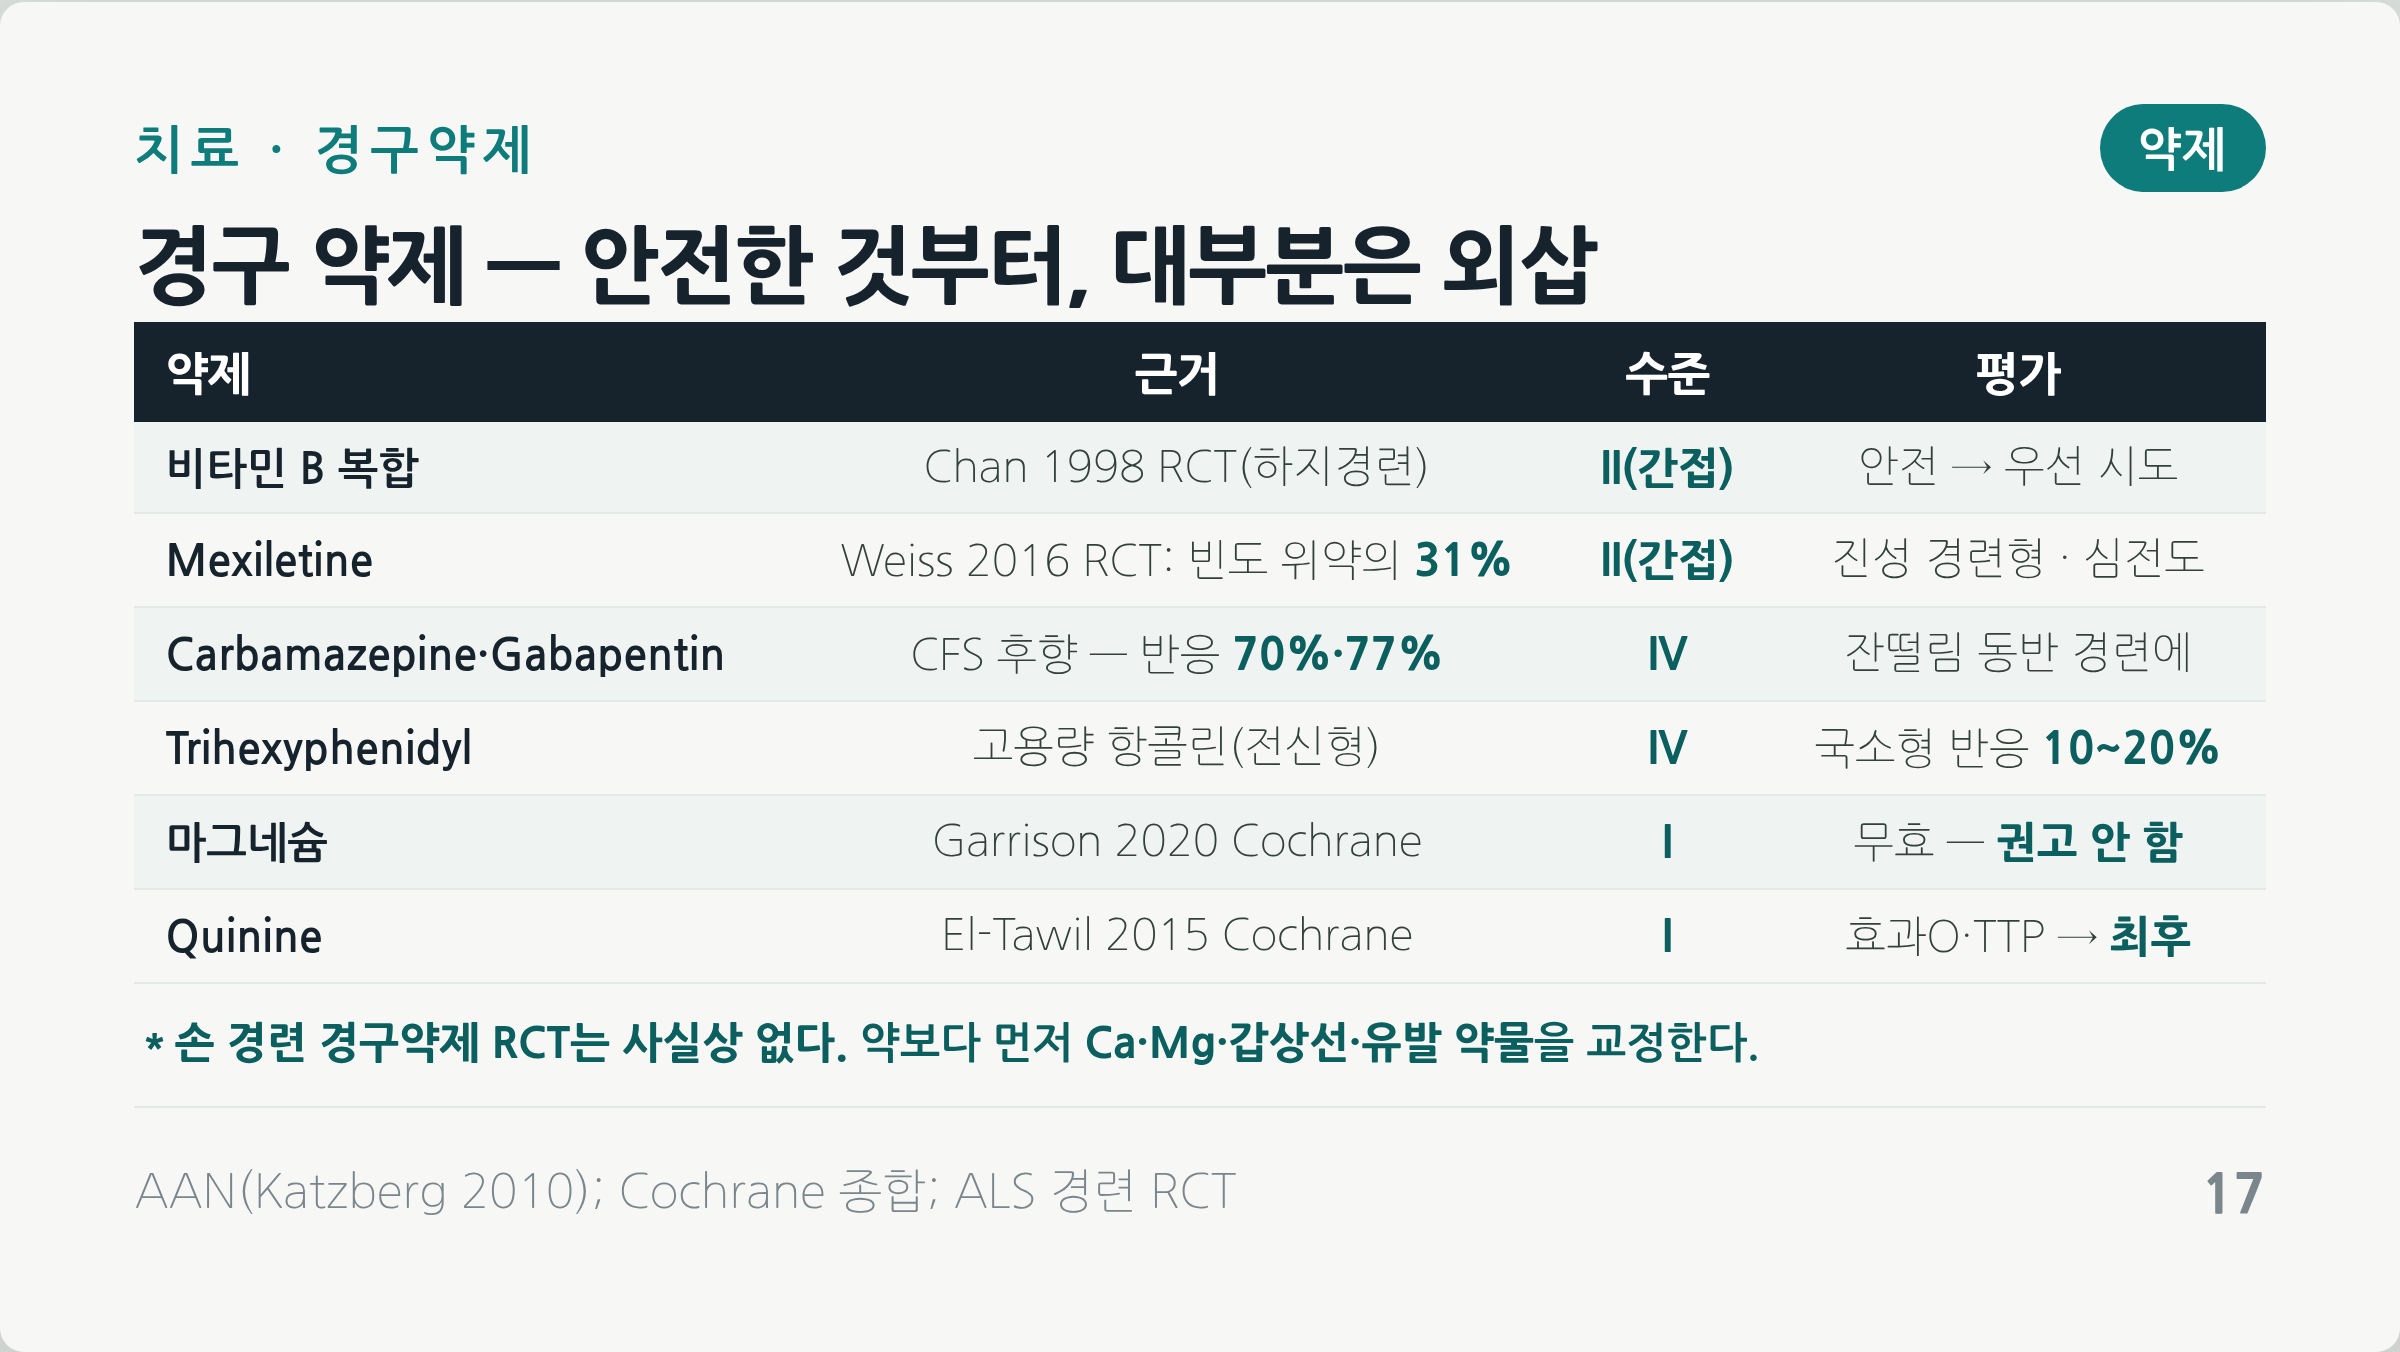 치료 · 경구약제
약제
경구 약제 — 안전한 것부터, 대부분은 외삽
약제 근거 수준 평가
비타민 B 복합 Chan 1998 RCT(하지경련) II(간접) 안전 → 우선 시도
Mexiletine Weiss 2016 RCT: 빈도 위약의 31% II(간접) 진성 경련형 · 심전도
Carbamazepine·Gabapentin CFS 후향 — 반응 70%·77% IV 잔떨림 동반 경련에
Trihexyphenidyl 고용량 항콜린(전신형) IV 국소형 반응 10~20%
마그네슘 Garrison 2020 Cochrane I 무효 — 권고 안 함
Quinine El-Tawil 2015 Cochrane I 효과O·TTP → 최후
* 손 경련 경구약제 RCT는 사실상 없다. 약보다 먼저 Ca·Mg·갑상선·유발 약물을 교정한다.
AAN(Katzberg 2010); Cochrane 종합; ALS 경련 RCT
17